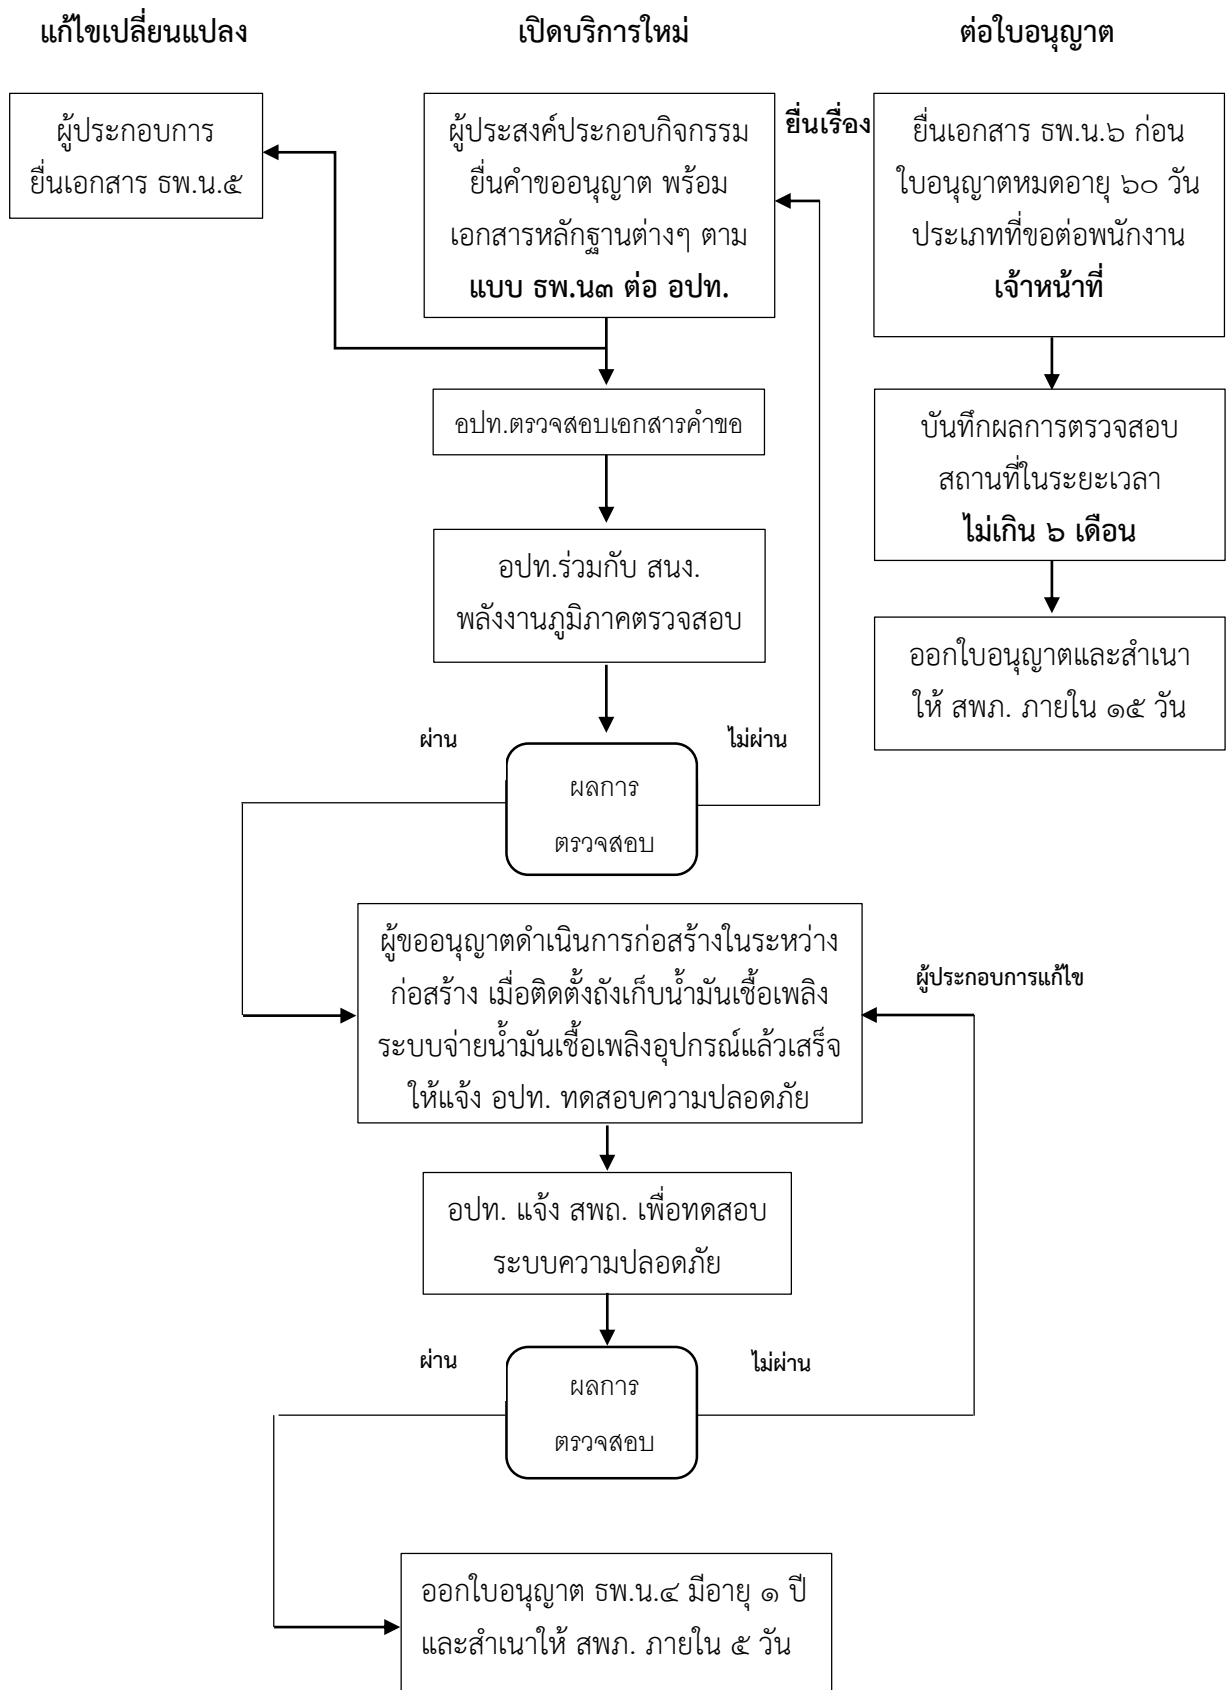 แก้ไขเปลี่ยนแปลง
เปิดบริการใหม่
ต่อใบอนุญาต
ผู้ประกอบการ
ยื่นเอกสาร ธพ.น.๕
ผู้ประสงค์ประกอบกิจกรรม
ยื่นคำขออนุญาต พร้อม
เอกสารหลักฐานต่างๆ ตาม
แบบ ธพ.น๓ ต่อ อปท.
ยื่นเรื่อง
ยื่นเอกสาร ธพ.น.๖ ก่อน
ใบอนุญาตหมดอายุ ๖๐ วัน
ประเภทที่ขอต่อพนักงาน
เจ้าหน้าที่
อปท.ตรวจสอบเอกสารคำขอ
บันทึกผลการตรวจสอบ
สถานที่ในระยะเวลา
ไม่เกิน ๖ เดือน
อปท.ร่วมกับ สนง.
พลังงานภูมิภาคตรวจสอบ
ออกใบอนุญาตและสำเนา
ให้ สพภ. ภายใน ๑๕ วัน
ผ่าน
ไม่ผ่าน
ผลการ
ตรวจสอบ
ผู้ขออนุญาตดำเนินการก่อสร้างในระหว่าง
ก่อสร้าง เมื่อติดตั้งถังเก็บน้ำมันเชื้อเพลิง
ระบบจ่ายน้ำมันเชื้อเพลิงอุปกรณ์แล้วเสร็จ
ให้แจ้ง อปท. ทดสอบความปลอดภัย
ผู้ประกอบการแก้ไข
อปท. แจ้ง สพถ. เพื่อทดสอบ
ระบบความปลอดภัย
ผ่าน
ไม่ผ่าน
ผลการ
ตรวจสอบ
ออกใบอนุญาต ธพ.น.๔ มีอายุ ๑ ปี
และสำเนาให้ สพภ. ภายใน ๕ วัน